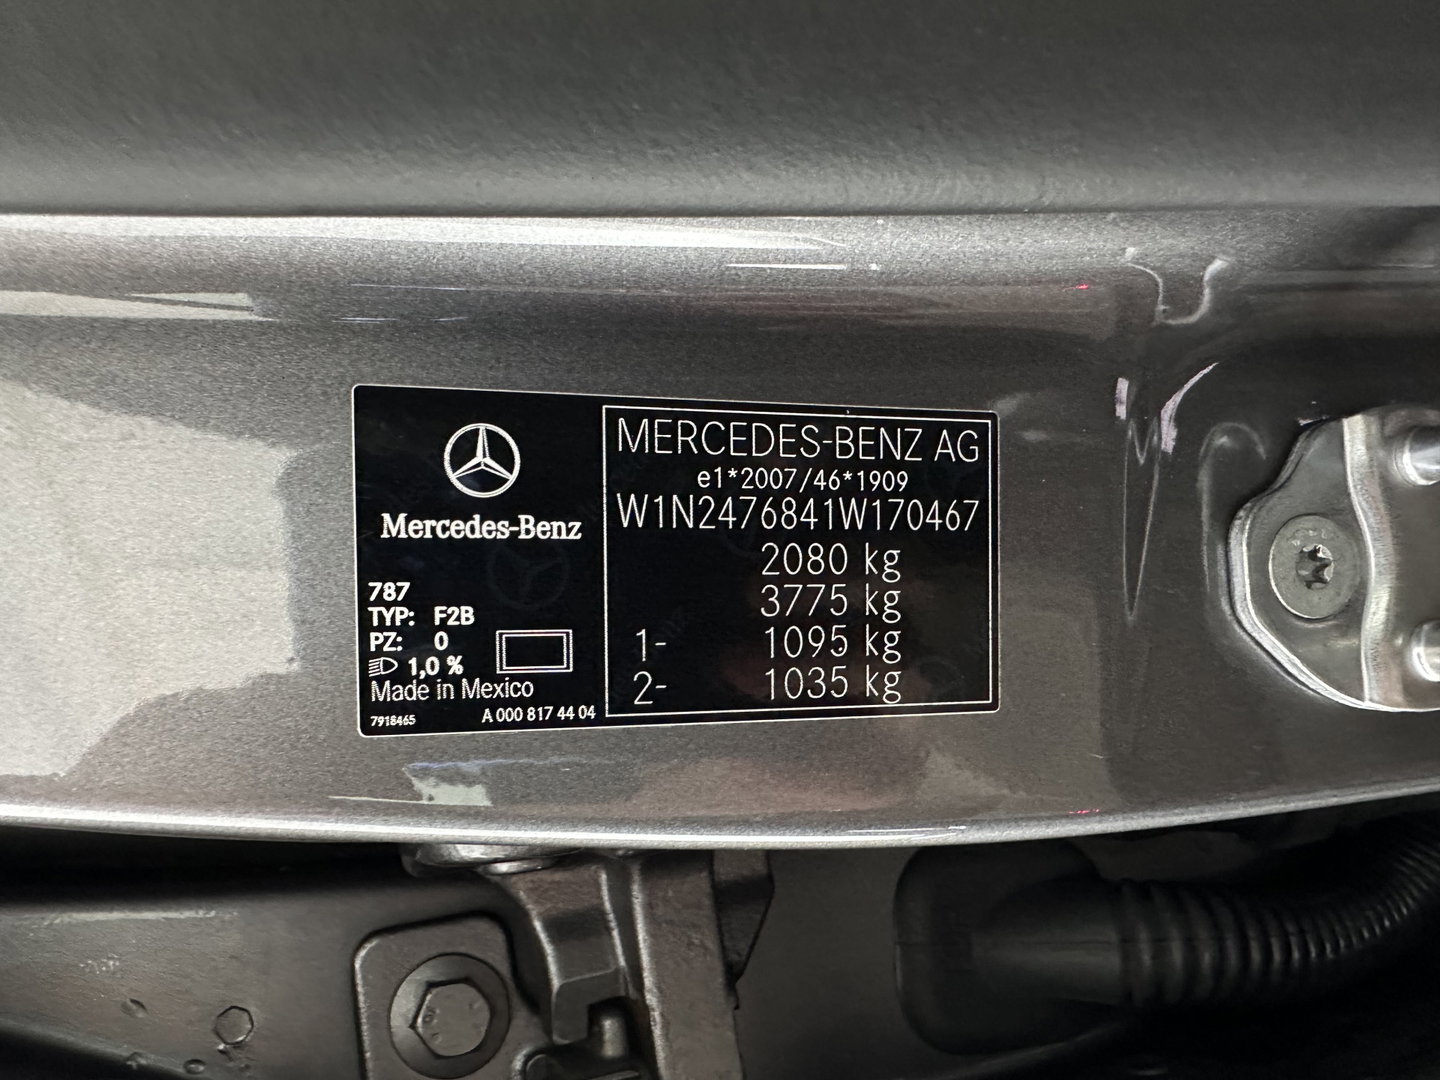 Mercedes-Benz
787
TYP: F2B
PZ: 0
1,0 %
Made in Mexico
7918465 A 000 817 44 04
MERCEDES-BENZ AG
e1*2007/46*1909
W1N2476841W170467
2080 kg
3775 kg
1- 1095 kg
2- 1035 kg